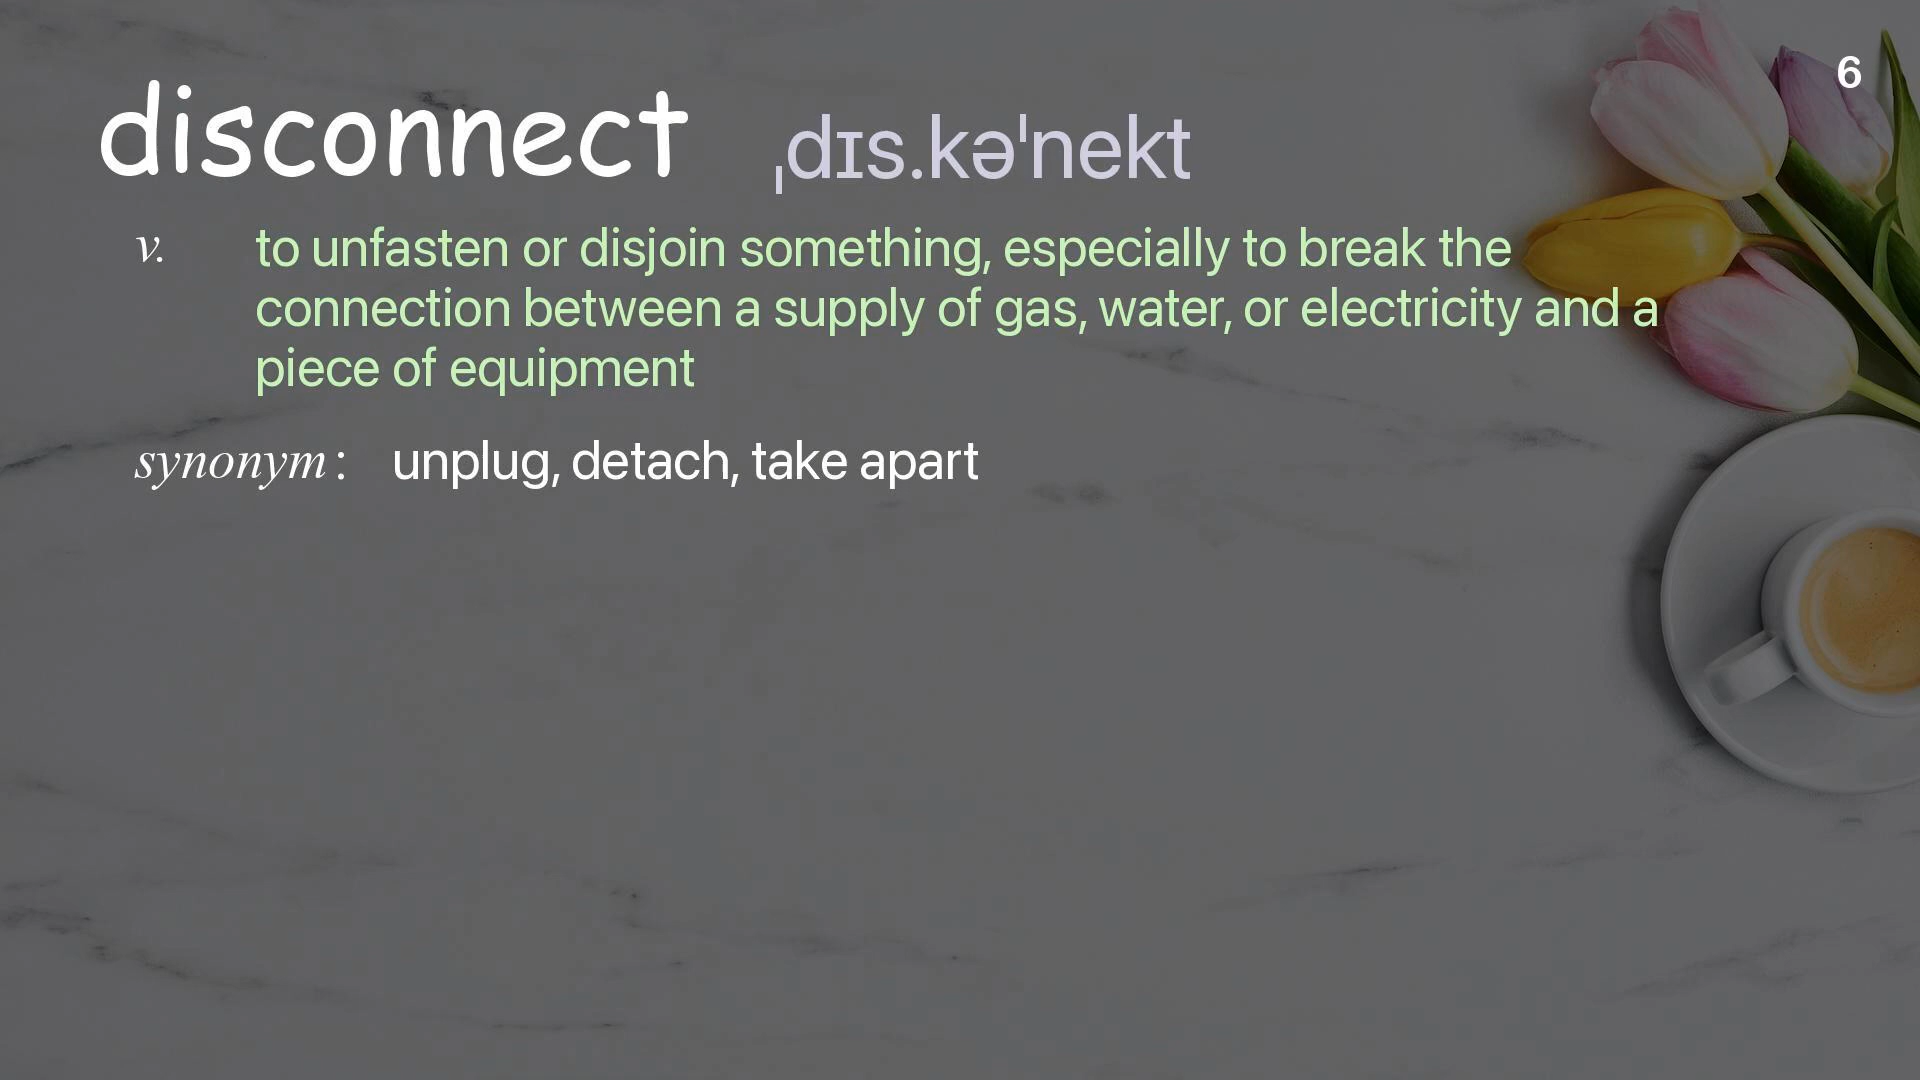 6
disconnect ˌdɪs.kəˈnekt
v. to unfasten or disjoin something, especially to break the
connection between a supply of gas, water, or electricity and a
piece of equipment
synonym : unplug, detach, take apart